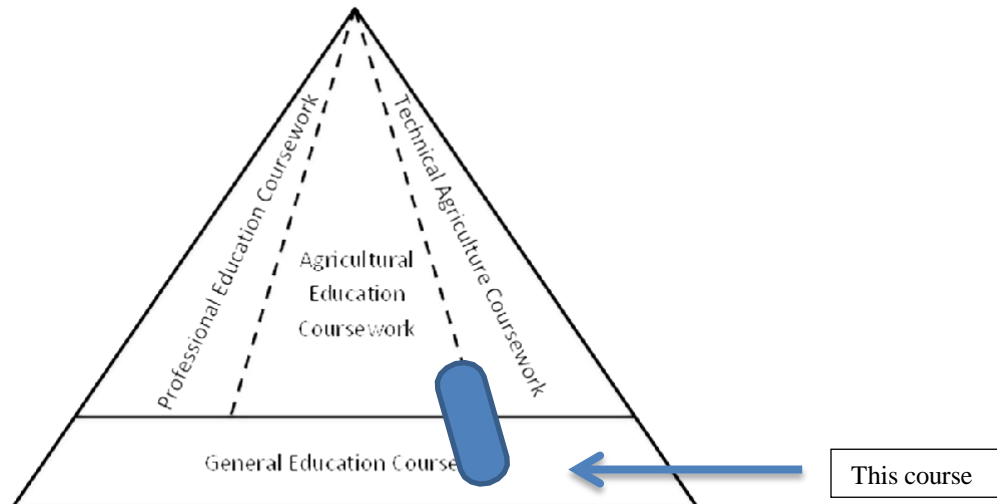 Professional Education Coursework
Technical Agriculture Coursework
Agricultural
Education
Coursework
General Education Course
This course